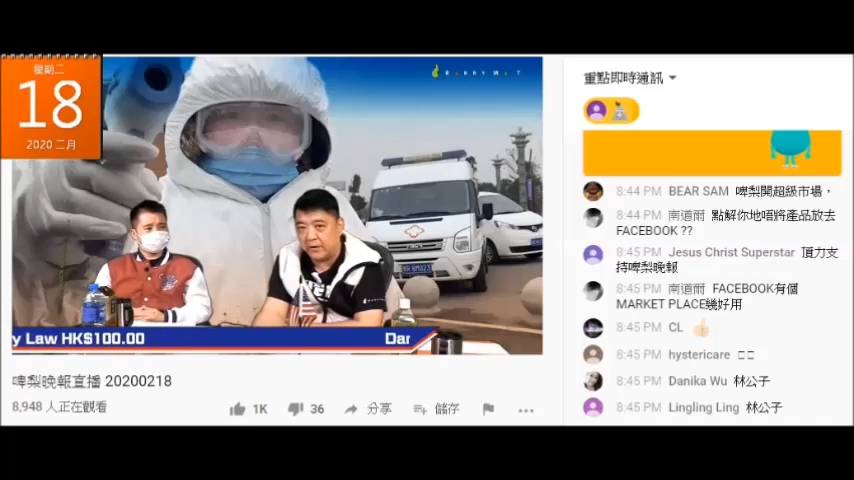 星期二
18
2020 二月
BERRY MAT
y Law HK$100.00
Dar
啤梨晚報直播 20200218
8,948 人正在觀看
1K
36
分享
儲存
重點即時通訊
8:44 PM BEAR SAM 啤梨開超級市場，
8:44 PM 南道爾 點解你地唔將產品放去
FACEBOOK ??
8:45 PM Jesus Christ Superstar 頂力支
持啤梨晚報
8:45 PM 南道爾 FACEBOOK有個
MARKET PLACE幾好用
8:45 PM CL
8:45 PM hystericare
8:45 PM Danika Wu 林公子
8:45 PM Lingling Ling 林公子